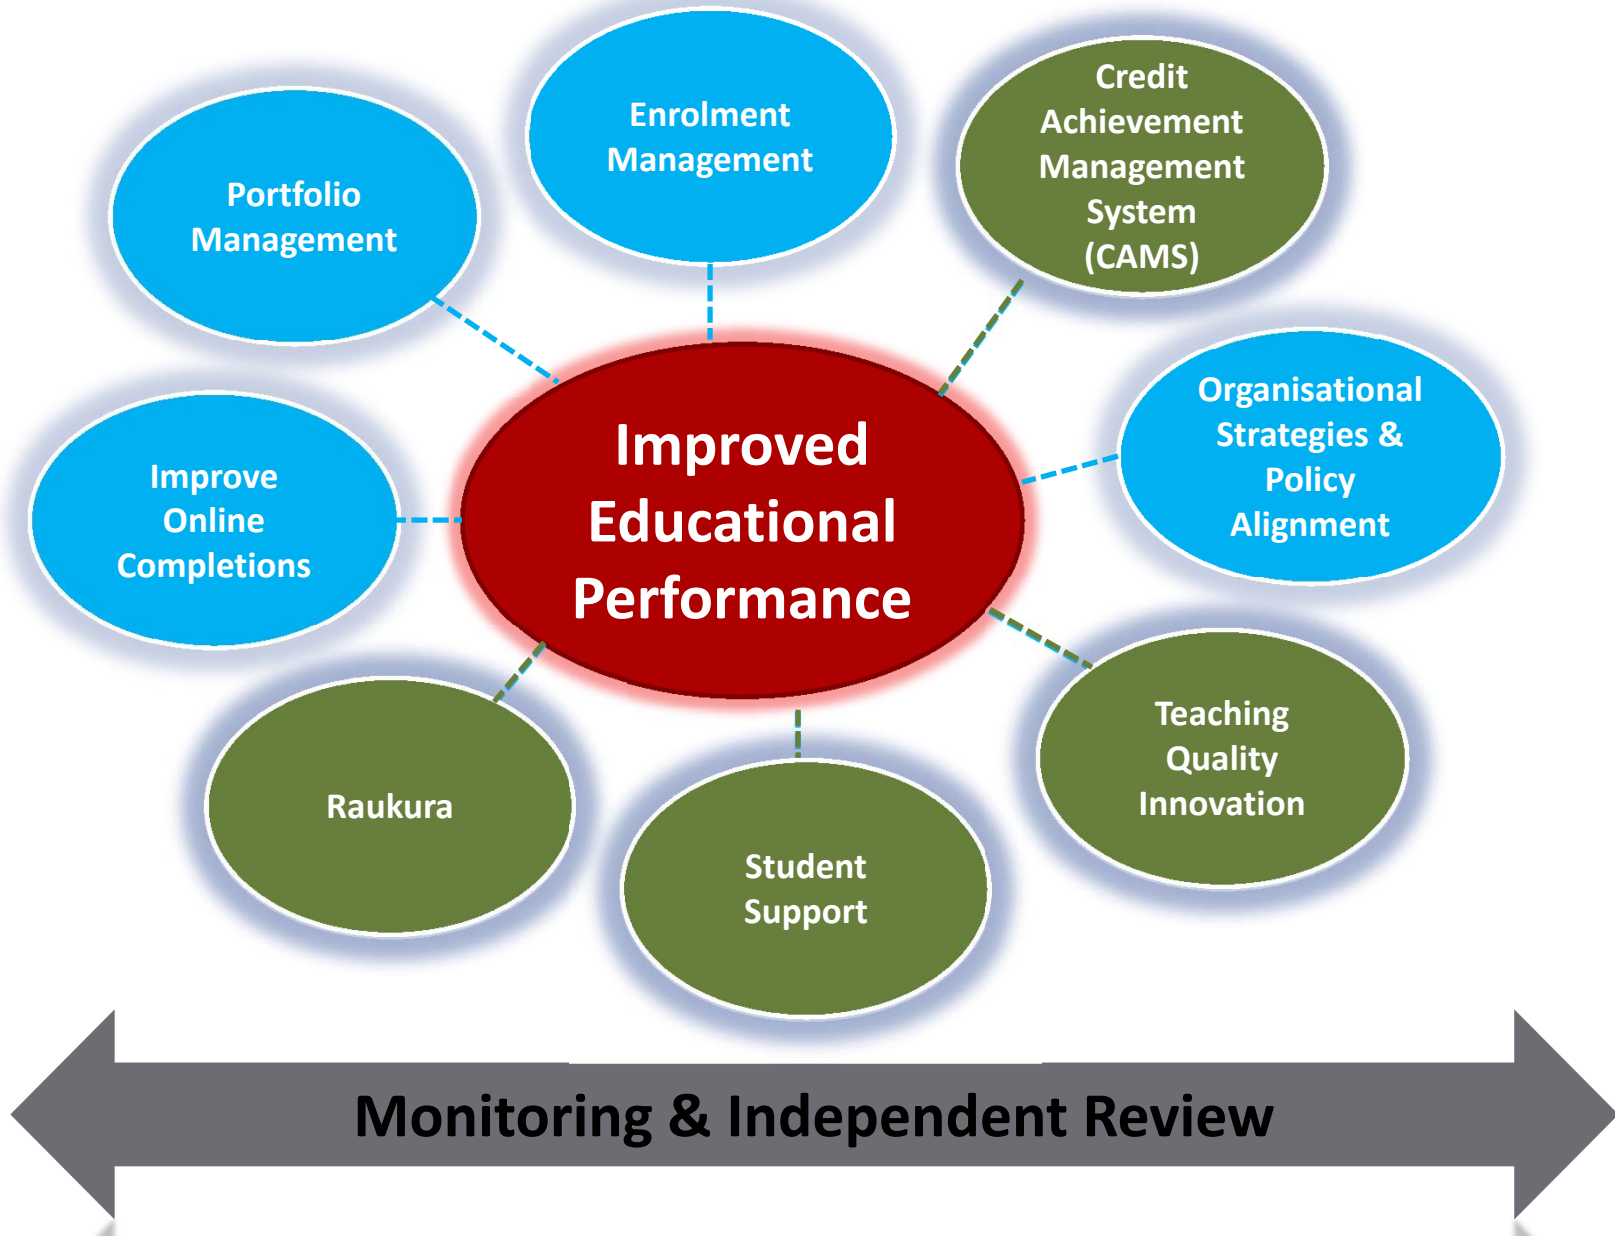 Enrolment
Management
Credit
Achievement
Management
System
(CAMS)
Portfolio
Management
Organisational
Strategies &
Policy
Alignment
Improved
Educational
Performance
Improve
Online
Completions
Teaching
Quality
Innovation
Raukura
Student
Support
Monitoring & Independent Review